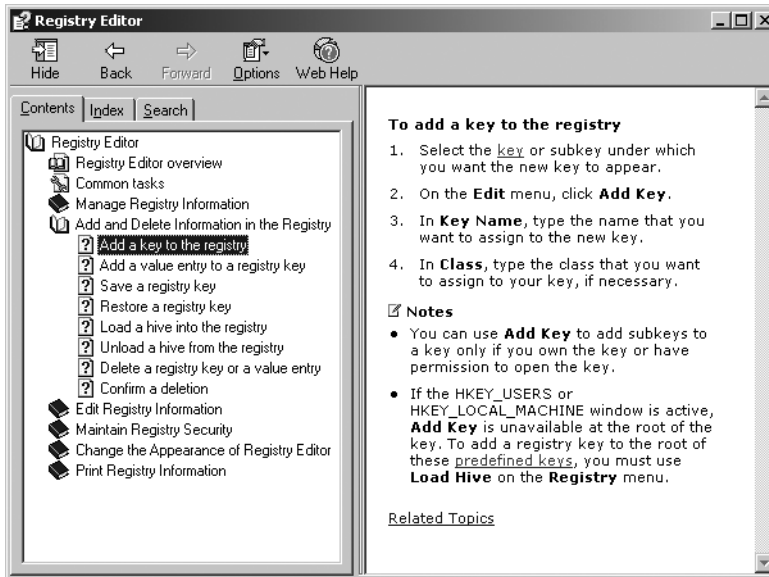 Registry Editor
Hide Back Forward Options Web Help
Contents Index Search
Registry Editor
Registry Editor overview
Common tasks
Manage Registry Information
Add and Delete Information in the Registry
Add a key to the registry
Add a value entry to a registry key
Save a registry key
Restore a registry key
Load a hive into the registry
Unload a hive from the registry
Delete a registry key or a value entry
Confirm a deletion
Edit Registry Information
Maintain Registry Security
Change the Appearance of Registry Editor
Print Registry Information
To add a key to the registry
1. Select the key or subkey under which
you want the new key to appear.
2. On the Edit menu, click Add Key.
3. In Key Name, type the name that you
want to assign to the new key.
4. In Class, type the class that you want
to assign to your key, if necessary.
Notes
• You can use Add Key to add subkeys to
a key only if you own the key or have
permission to open the key.
• If the HKEY_USERS or
HKEY_LOCAL_MACHINE window is active,
Add Key is unavailable at the root of the
key. To add a registry key to the root of
these predefined keys, you must use
Load Hive on the Registry menu.
Related Topics